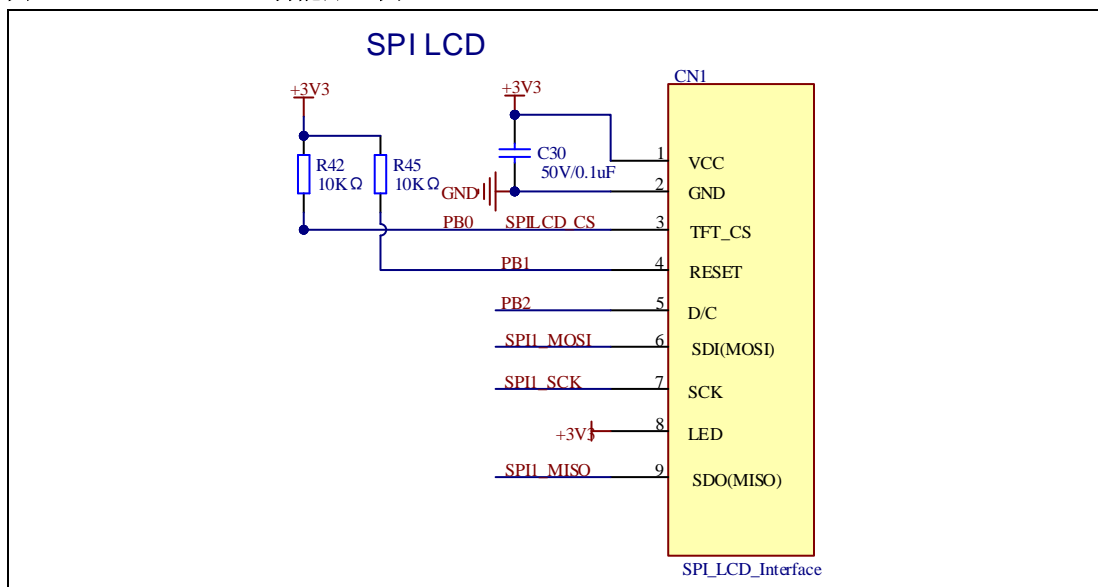 SPI LCD
CN1
+3V3
+3V3
R42
10KΩ
R45
10KΩ
C30
50V/0.1uF
GND
1 VCC
2 GND
PB0 SPILCD_CS 3 TFT_CS
PB1 4 RESET
PB2 5 D/C
SPI1_MOSI 6 SDI(MOSI)
SPI1_SCK 7 SCK
+3V3 8 LED
SPI1_MISO 9 SDO(MISO)
SPI_LCD_Interface